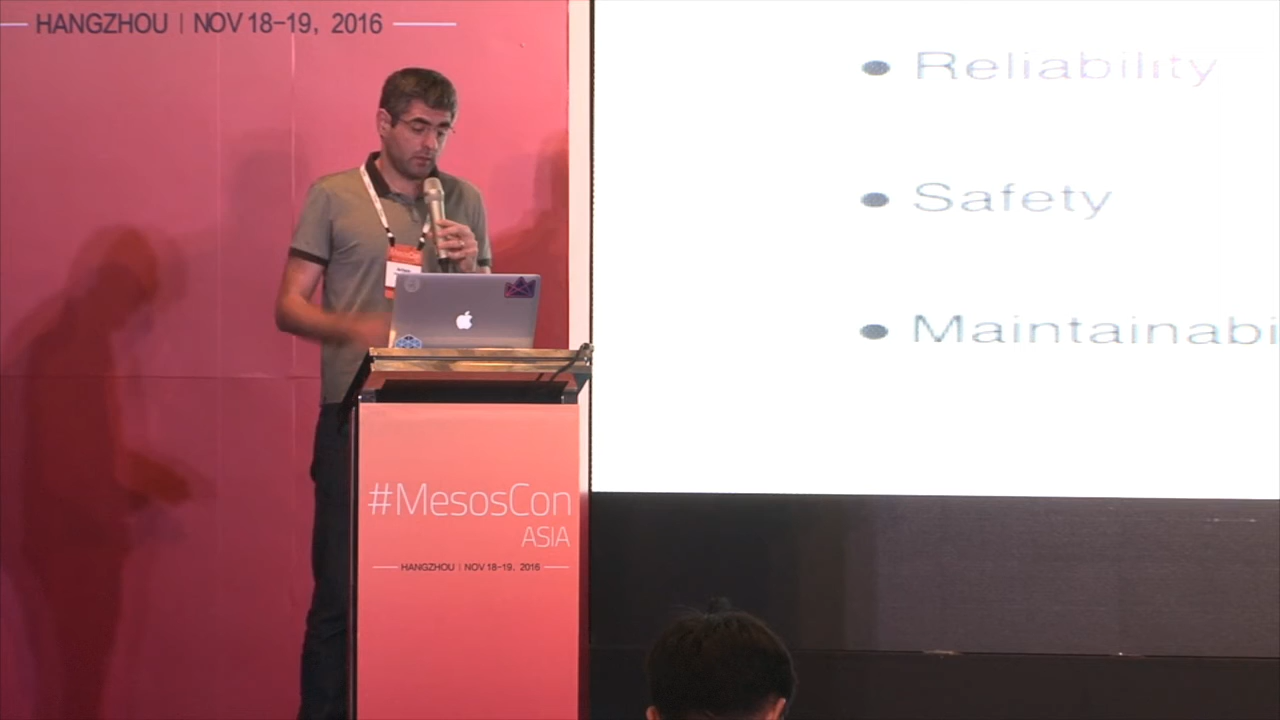 HANGZHOU | NOV 18-19, 2016
• Reliability
• Safety
• Maintainabi
#MesosCon
ASIA
HANGZHOU | NOV 18-19, 2016